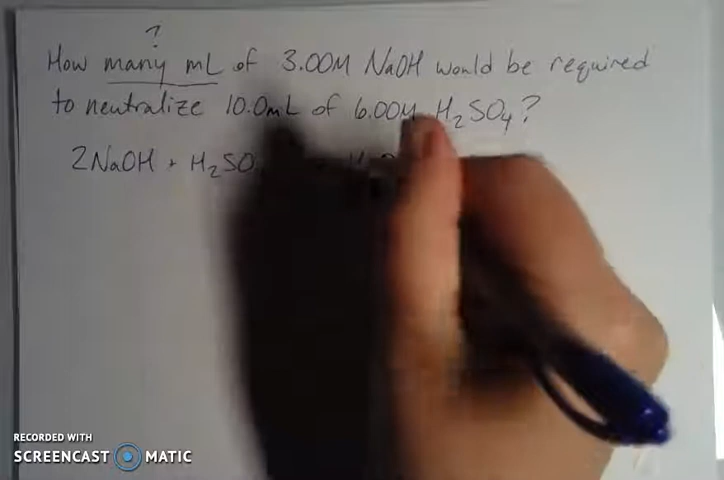 ?
How many mL of 3.00M NaOH would be required
to neutralize 10.0mL of 6.00M H₂SO₄?
2NaOH + H₂SO
RECORDED WITH
SCREENCAST MATIC